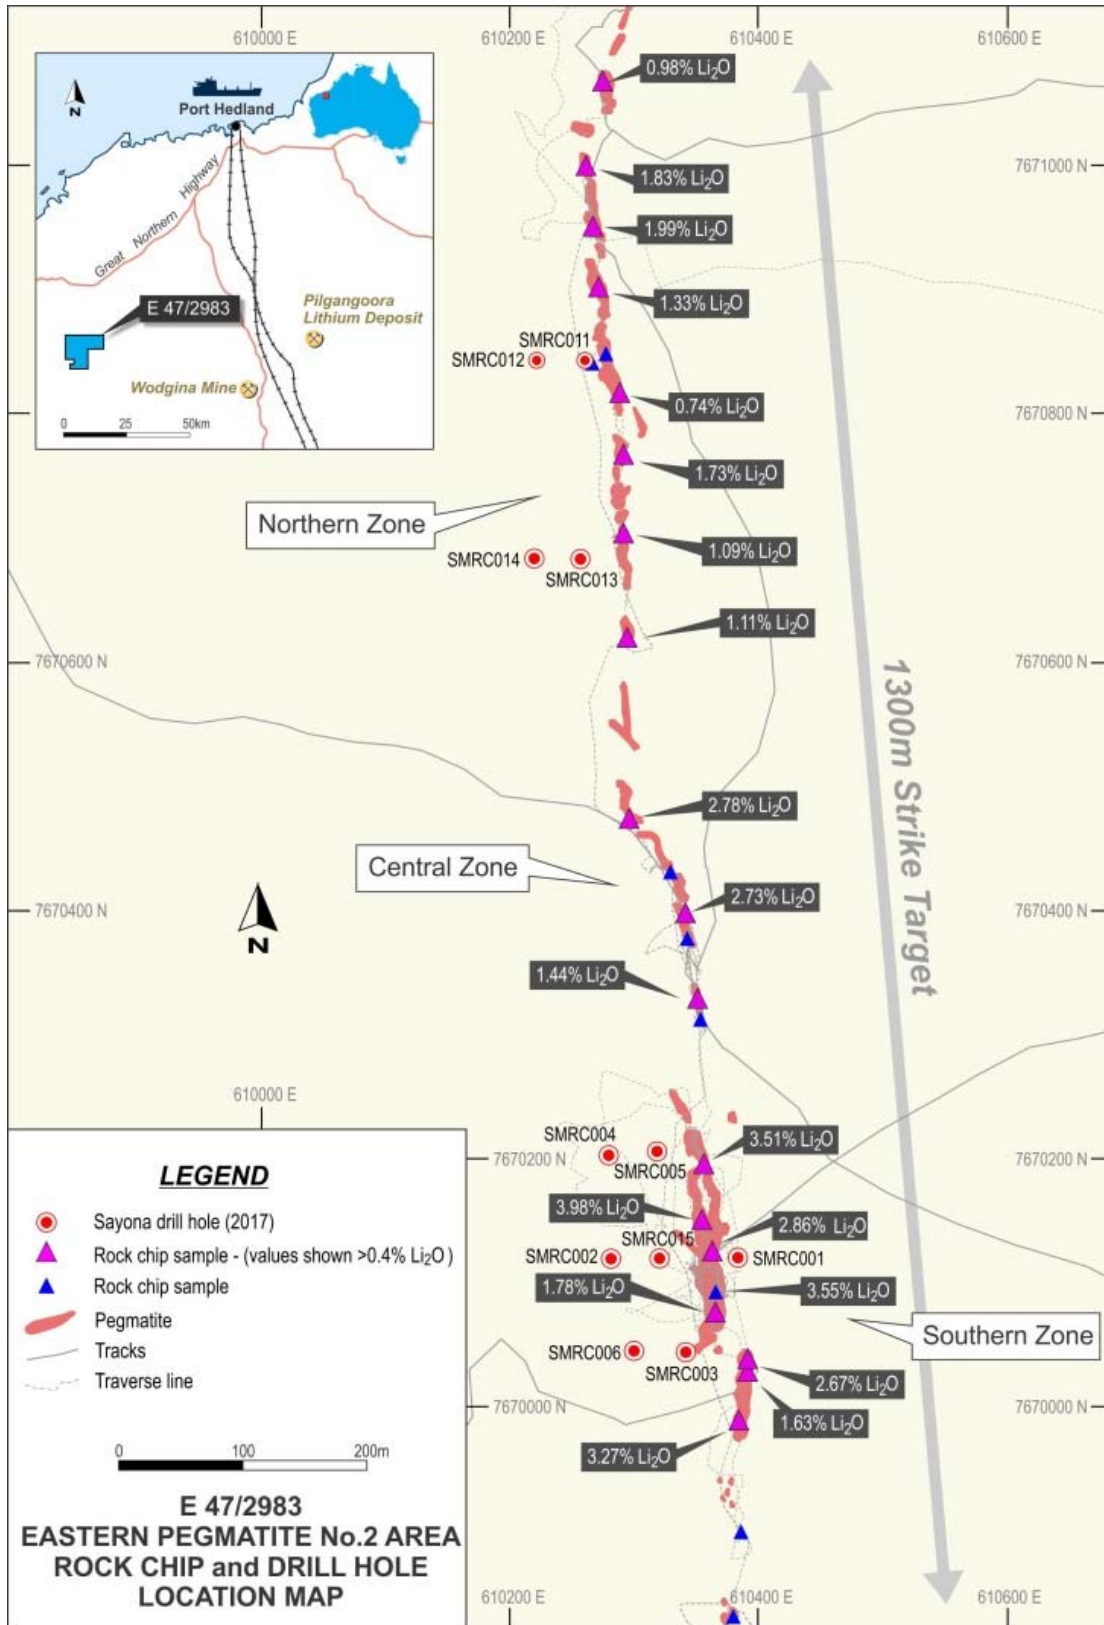 610000 E
610200 E
610400 E
610600 E
N
Port Hedland
Great Northern Highway
E 47/2983
Pilgangoora
Lithium Deposit
Wodgina Mine
0 25 50km
0.98% Li₂O
7671000 N
1.83% Li₂O
1.99% Li₂O
1.33% Li₂O
SMRC011
SMRC012
0.74% Li₂O
7670800 N
1.73% Li₂O
Northern Zone
1.09% Li₂O
SMRC014
SMRC013
1.11% Li₂O
7670600 N
7670600 N
1300m Strike Target
2.78% Li₂O
Central Zone
2.73% Li₂O
7670400 N
7670400 N
N
1.44% Li₂O
610000 E
SMRC004
3.51% Li₂O
7670200 N
7670200 N
SMRC005
3.98% Li₂O
2.86% Li₂O
SMRC015
SMRC002
SMRC001
1.78% Li₂O
3.55% Li₂O
Southern Zone
SMRC006
SMRC003
2.67% Li₂O
7670000 N
7670000 N
1.63% Li₂O
3.27% Li₂O
LEGEND
Sayona drill hole (2017)
Rock chip sample - (values shown >0.4% Li₂O )
Rock chip sample
Pegmatite
Tracks
Traverse line
0 100 200m
E 47/2983
EASTERN PEGMATITE No.2 AREA
ROCK CHIP and DRILL HOLE
LOCATION MAP
610200 E
610400 E
610600 E